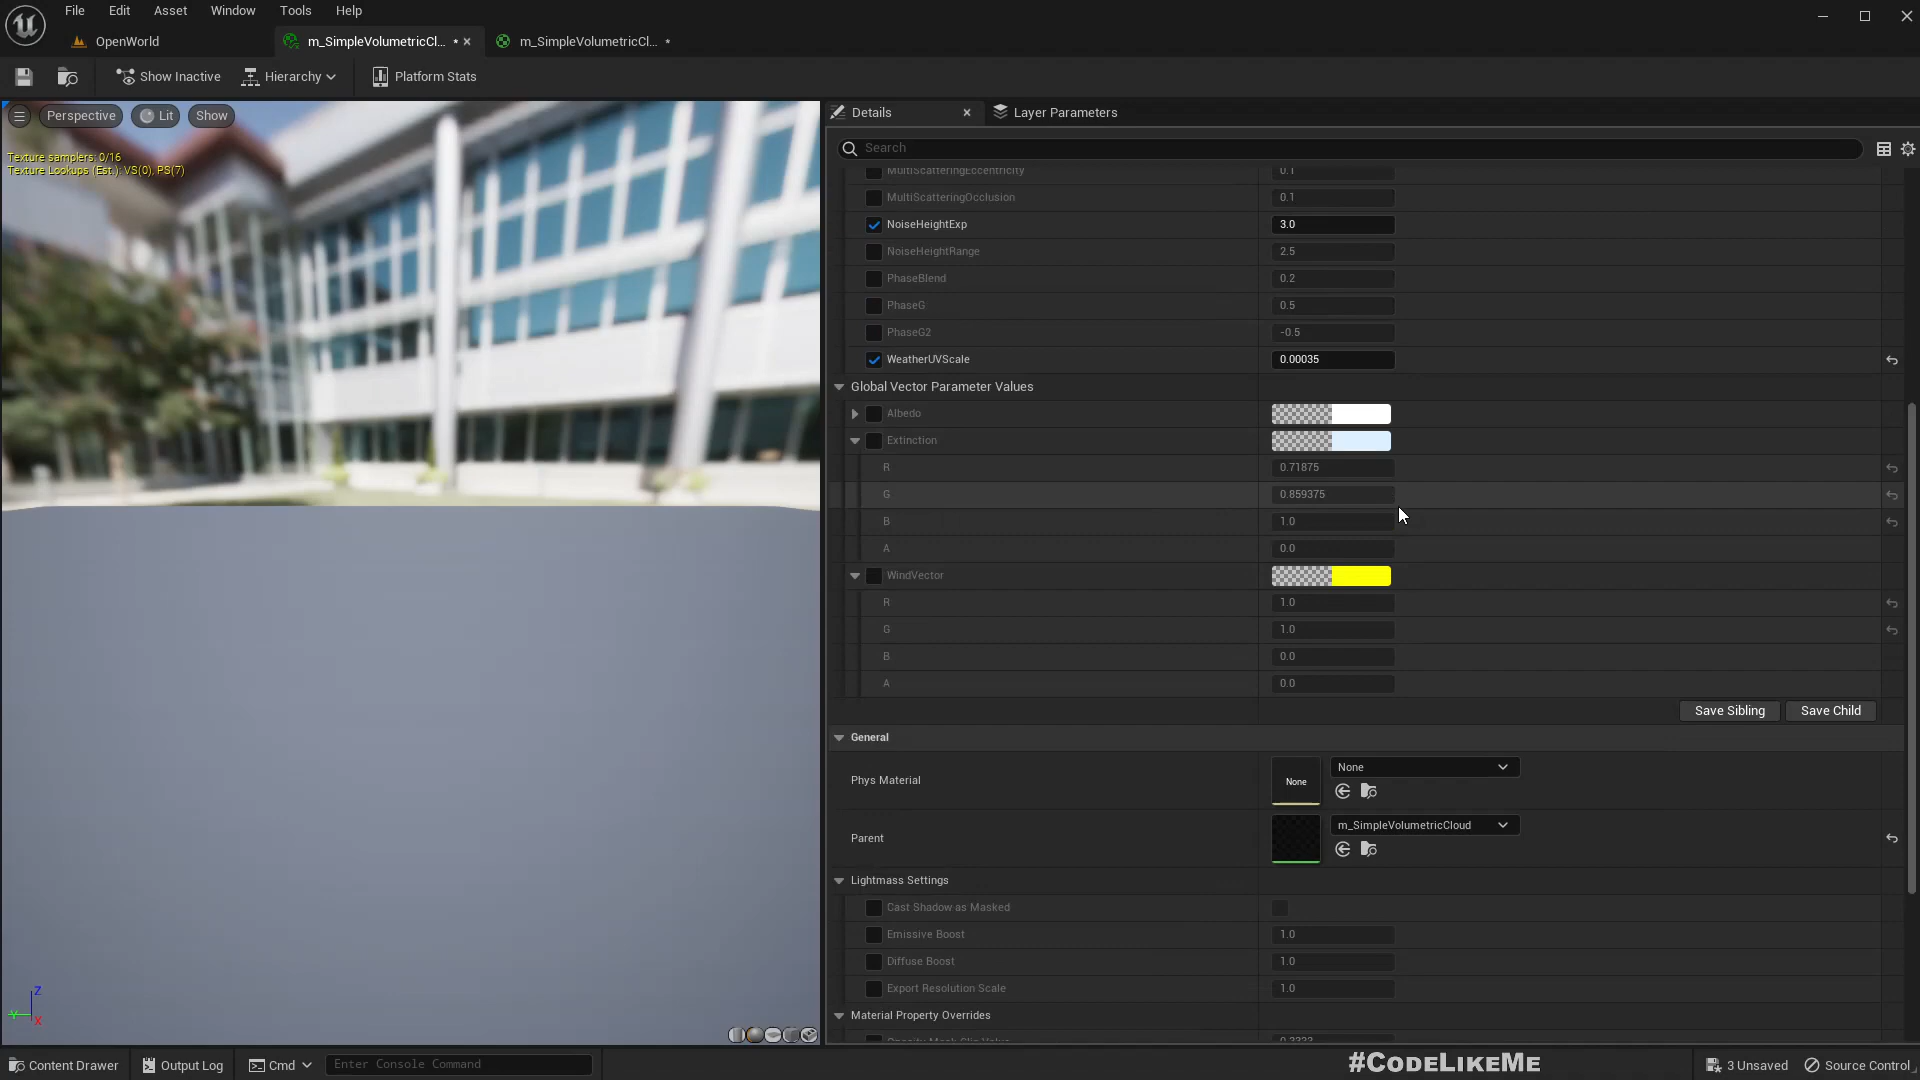 File Edit Asset Window Tools Help
OpenWorld m_SimpleVolumetricCl... • m_SimpleVolumetricCl... •
Show Inactive Hierarchy Platform Stats
Perspective Lit Show
Texture samplers: 0/16
Texture Lookups (Est.): VS(0), PS(7)
Details Layer Parameters
Search
MultiScatteringEccentricity 0.1
MultiScatteringOcclusion 0.1
NoiseHeightExp 3.0
NoiseHeightRange 2.5
PhaseBlend 0.2
PhaseG 0.5
PhaseG2 -0.5
WeatherUVScale 0.00035
Global Vector Parameter Values
Albedo
Extinction
R 0.71875
G 0.859375
B 1.0
A 0.0
WindVector
R 1.0
G 1.0
B 0.0
A 0.0
Save Sibling Save Child
General
Phys Material None None
Parent m_SimpleVolumetricCloud
Lightmass Settings
Cast Shadow as Masked
Emissive Boost 1.0
Diffuse Boost 1.0
Export Resolution Scale 1.0
Material Property Overrides
Z
Y
X
Content Drawer Output Log Cmd Enter Console Command #CODELIKEME 3 Unsaved Source Control